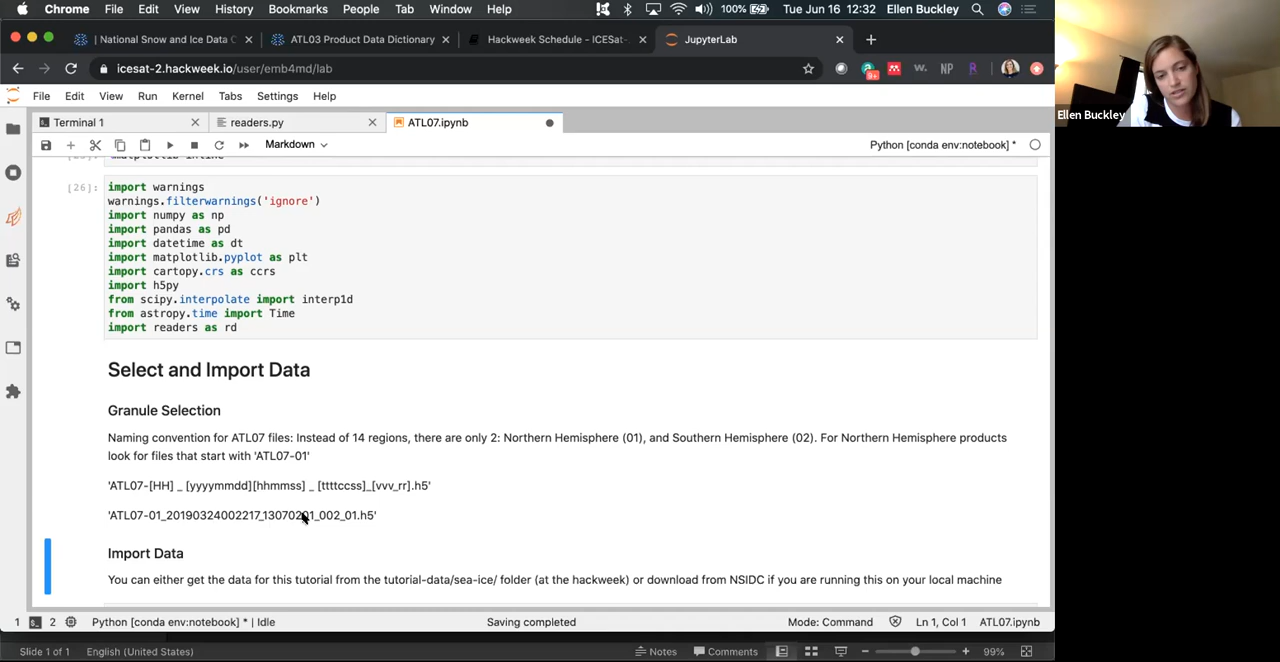 Chrome File Edit View History Bookmarks People Tab Window Help 100% Tue Jun 16 12:32 Ellen Buckley
| National Snow and Ice Data C ATL03 Product Data Dictionary Hackweek Schedule - ICESat- JupyterLab
icesat-2.hackweek.io/user/emb4md/lab 9+ w. NP R
File Edit View Run Kernel Tabs Settings Help
Terminal 1 readers.py ATL07.ipynb
Markdown Python [conda env:notebook] *
[26]: import warnings
warnings.filterwarnings('ignore')
import numpy as np
import pandas as pd
import datetime as dt
import matplotlib.pyplot as plt
import cartopy.crs as ccrs
import h5py
from scipy.interpolate import interp1d
from astropy.time import Time
import readers as rd
Select and Import Data
Granule Selection
Naming convention for ATL07 files: Instead of 14 regions, there are only 2: Northern Hemisphere (01), and Southern Hemisphere (02). For Northern Hemisphere products
look for files that start with 'ATL07-01'
'ATL07-[HH] _ [yyyymmdd][hhmmss] _ [ttttccss]_[vvv_rr].h5'
'ATL07-01_20190324002217_13070201_002_01.h5'
Import Data
You can either get the data for this tutorial from the tutorial-data/sea-ice/ folder (at the hackweek) or download from NSIDC if you are running this on your local machine
1 2 Python [conda env:notebook] * | Idle Saving completed Mode: Command Ln 1, Col 1 ATL07.ipynb
Slide 1 of 1 English (United States) Notes Comments 99%
Ellen Buckley